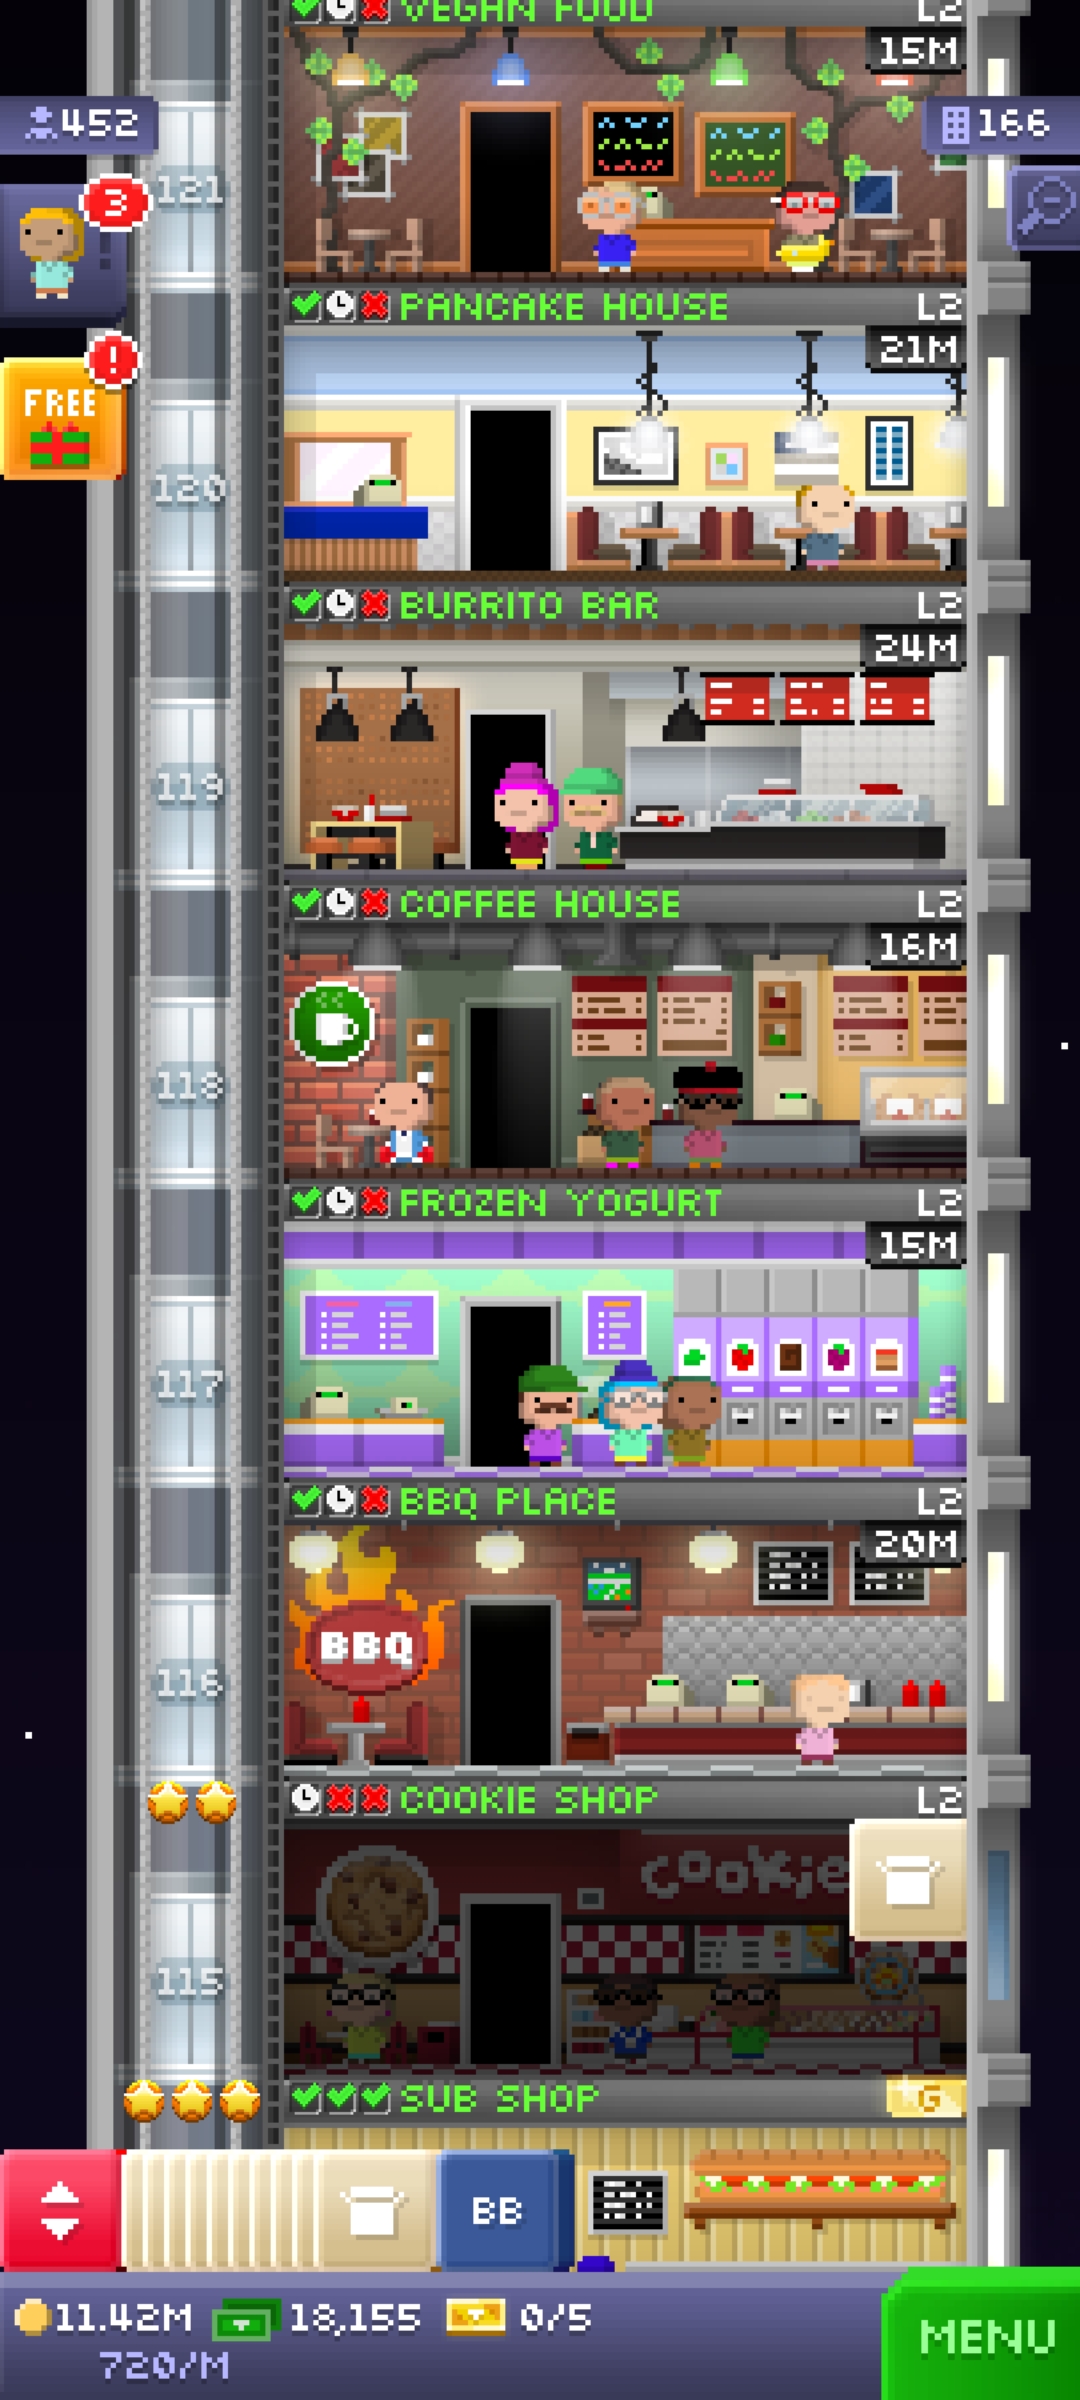 VEGAN FOOD L2
15M
452
166
121
3
PANCAKE HOUSE L2
21M
!
FREE
120
BURRITO BAR L2
24M
119
COFFEE HOUSE L2
16M
118
FROZEN YOGURT L2
15M
117
BBQ PLACE L2
20M
BBQ
116
COOKIE SHOP L2
cookie
115
SUB SHOP G
BB
11.42M 18,155 0/5
720/M
MENU